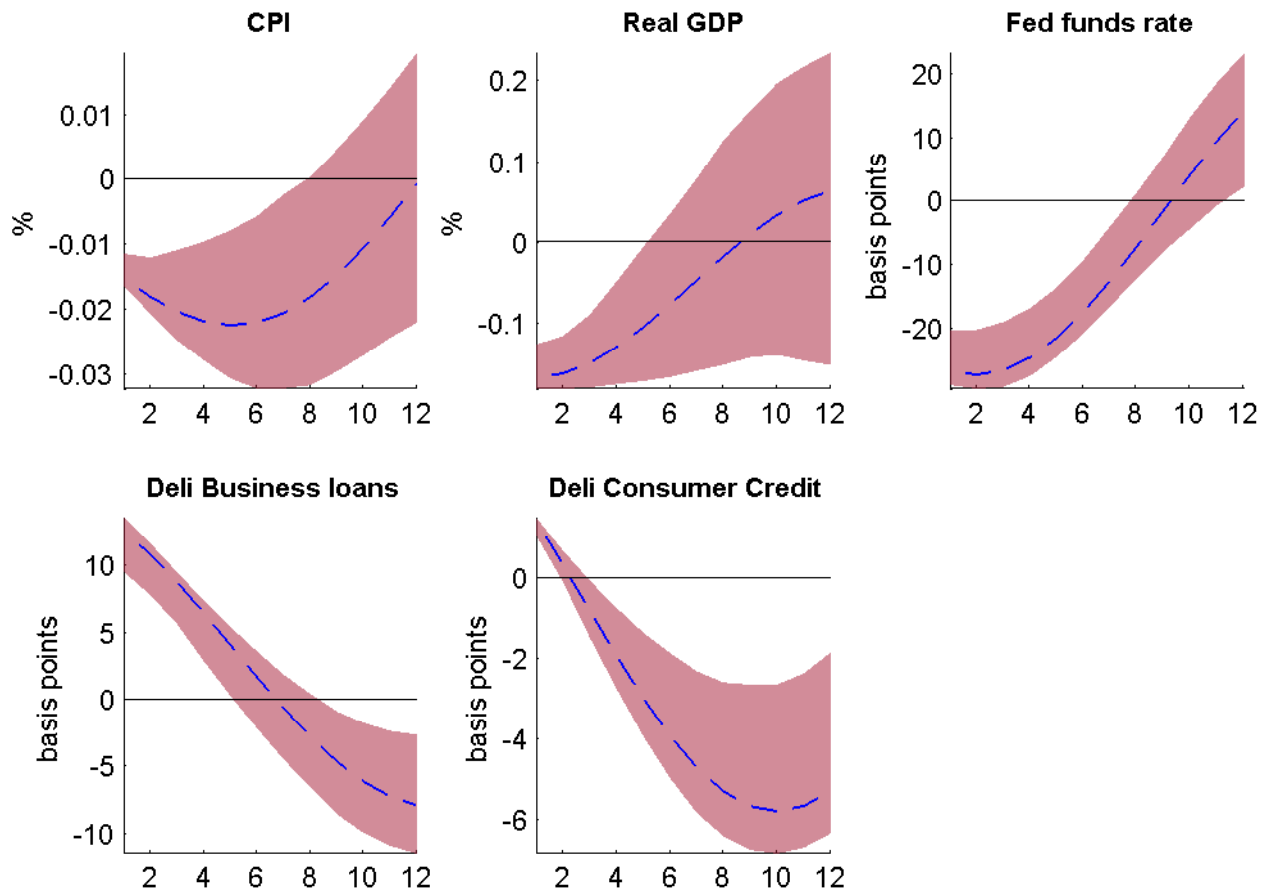 CPI
0.01
0
-0.01
-0.02
-0.03
%
2 4 6 8 10 12
Real GDP
0.2
0.1
0
-0.1
%
2 4 6 8 10 12
Fed funds rate
20
10
0
-10
-20
basis points
2 4 6 8 10 12
Deli Business loans
10
5
0
-5
-10
basis points
2 4 6 8 10 12
Deli Consumer Credit
0
-2
-4
-6
basis points
2 4 6 8 10 12